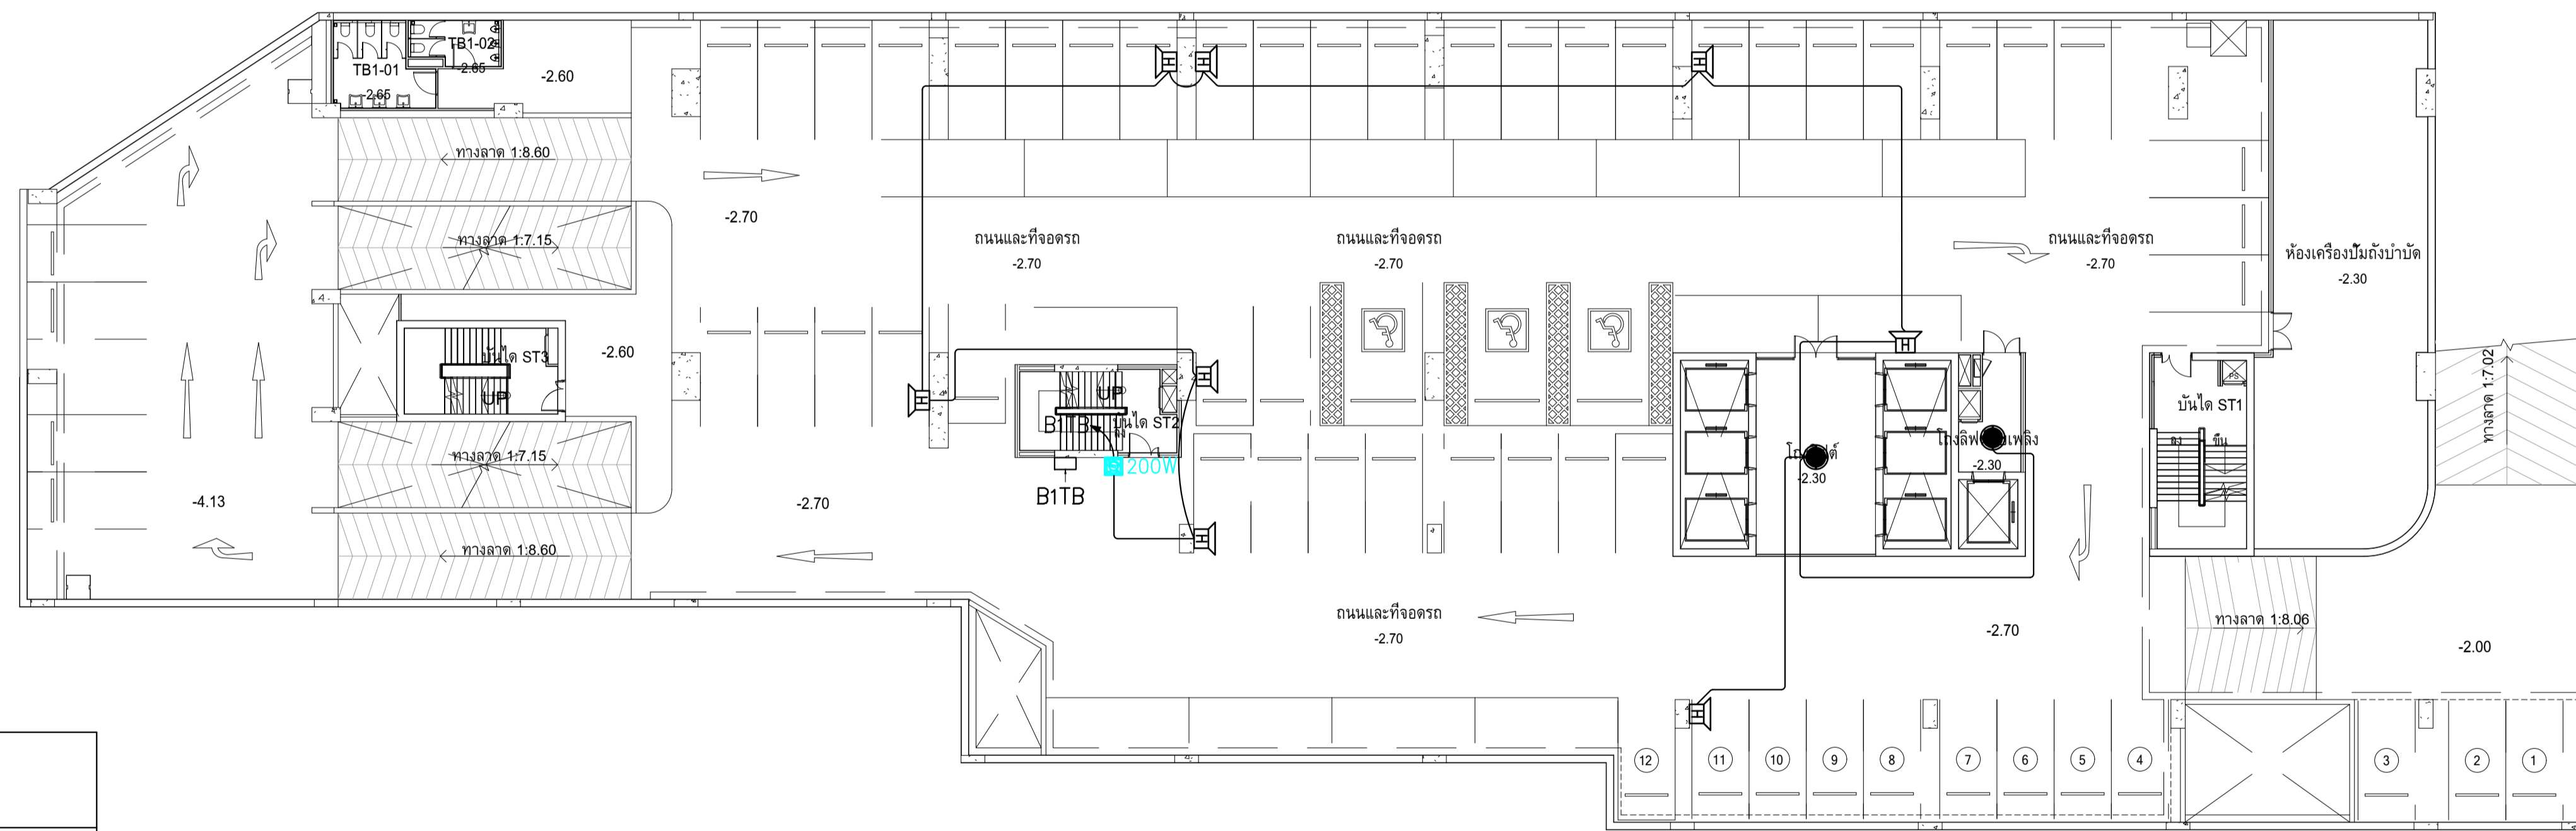 TB1-02
-2.65
TB1-01
-2.65
-2.60
ทางลาด 1:8.60
-2.70
ทางลาด 1:7.15
ถนนและที่จอดรถ
-2.70
ถนนและที่จอดรถ
-2.70
ถนนและที่จอดรถ
-2.70
ห้องเครื่องปั๊มถังบำบัด
-2.30
H
H
H
H
H
H
H
H
บันได ST3
UP
-2.60
UP
B1TB
บันได ST2
ลง
200W
B1TB
PS
บันได ST1
ลง
ขึ้น
ทางลาด 1:7.02
-2.30
-2.30
ทางลาด 1:7.15
-4.13
-2.70
ทางลาด 1:8.60
ถนนและที่จอดรถ
-2.70
-2.70
ทางลาด 1:8.06
-2.00
12
11
10
9
8
7
6
5
4
3
2
1